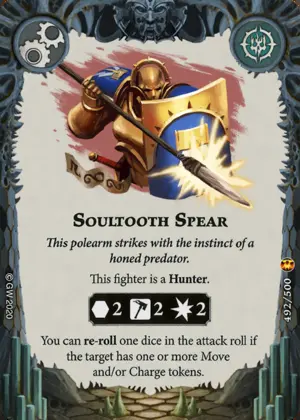 SOULTOOTH SPEAR
This polearm strikes with the instinct of a
honed predator.
This fighter is a Hunter.
2 2 2
You can re-roll one dice in the attack roll if
the target has one or more Move
and/or Charge tokens.
© GW 2020
492/500